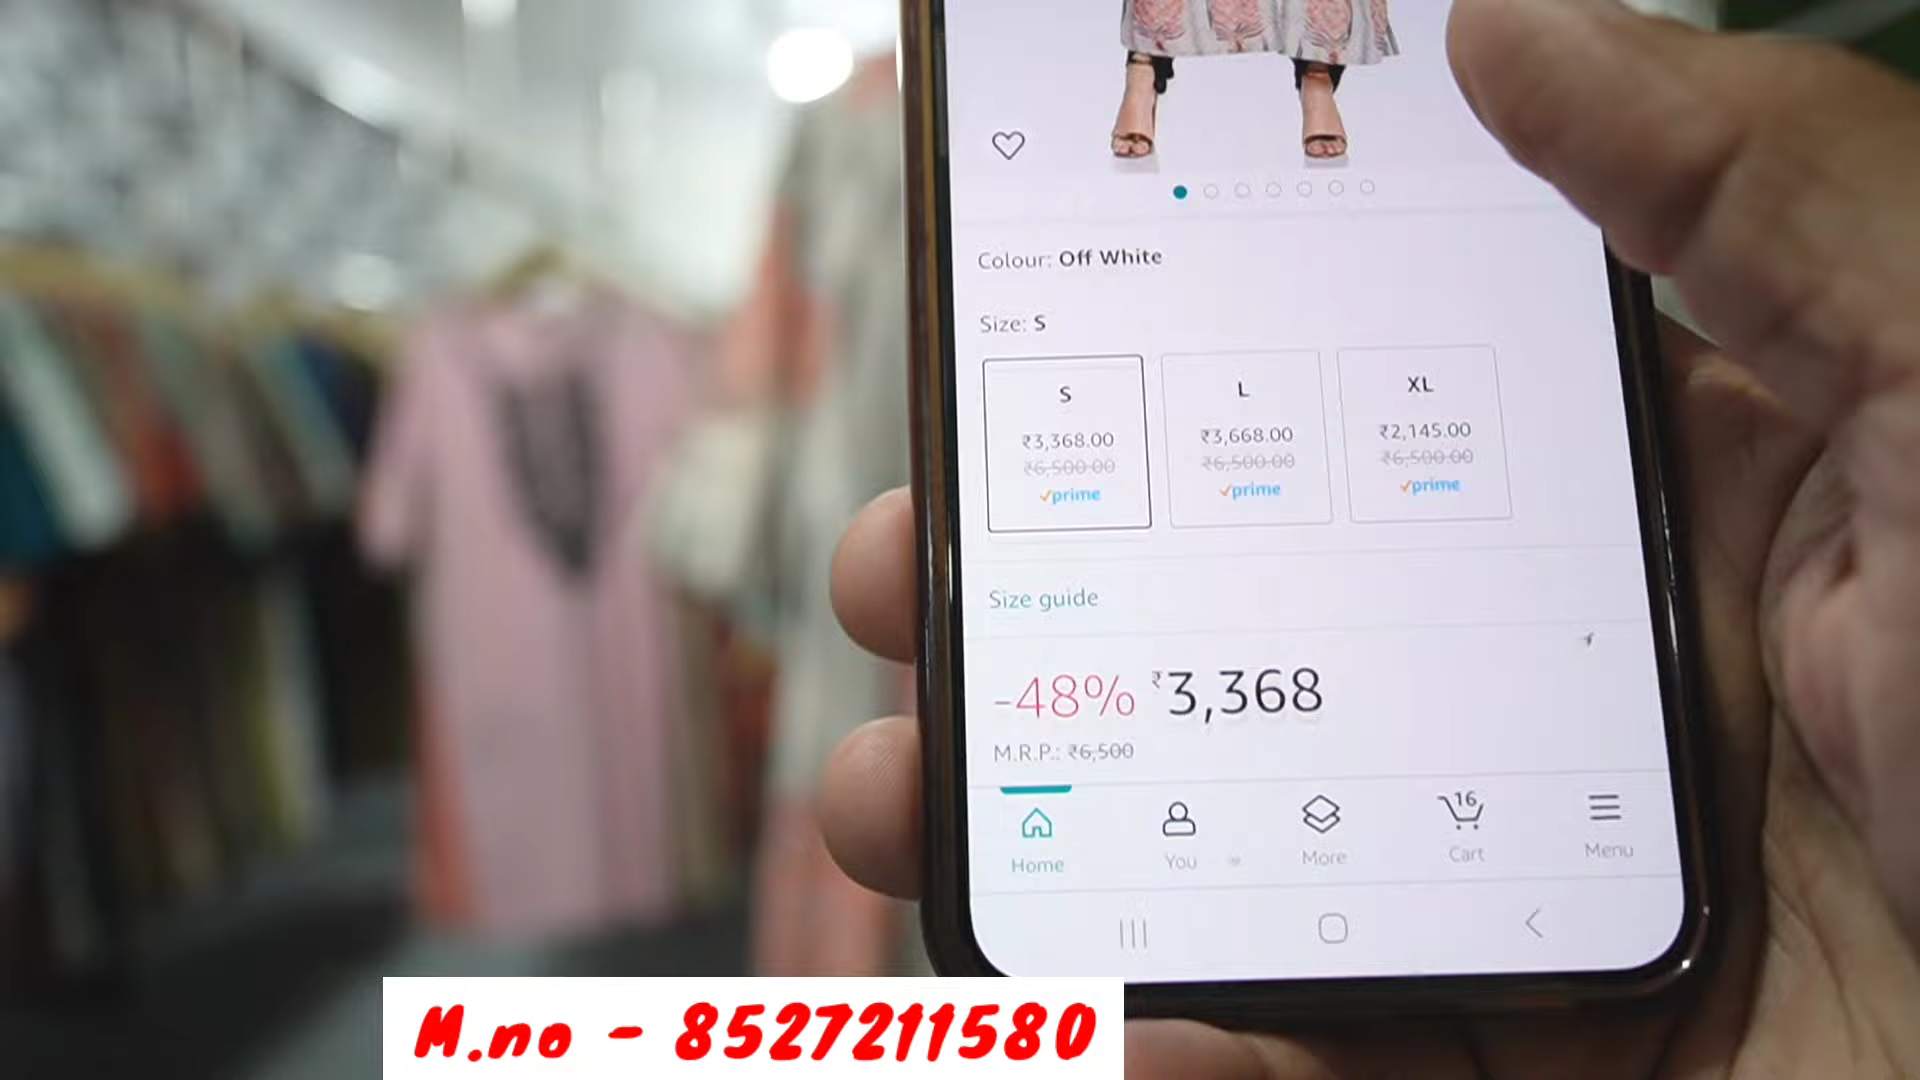 Colour: Off White
Size: S
S
₹3,368.00
₹6,500.00
prime
L
₹3,668.00
₹6,500.00
prime
XL
₹2,145.00
₹6,500.00
prime
Size guide
-48% ₹3,368
M.R.P.: ₹6,500
Home
You
More
16
Cart
Menu
M.no - 8527211580